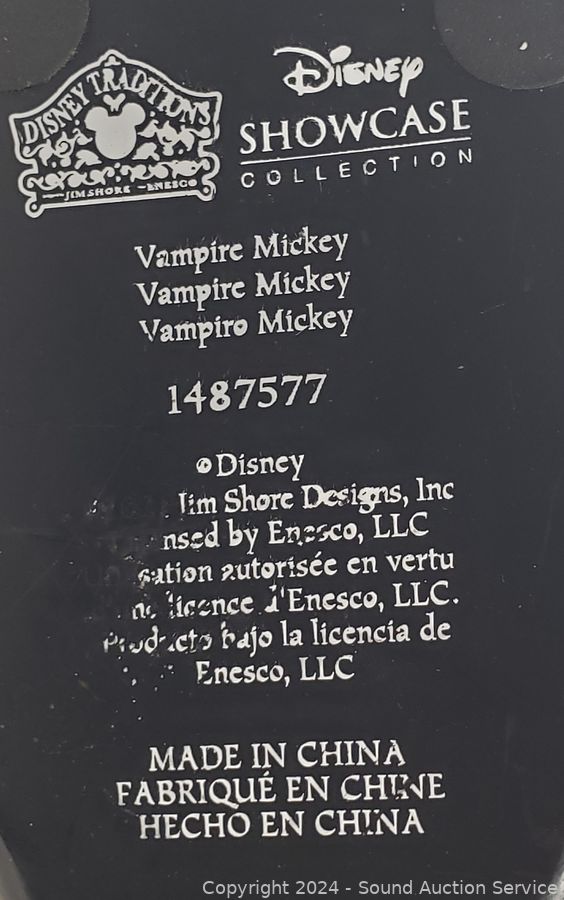 DISNEY TRADITIONS
JIM SHORE - ENESCO
Disney
SHOWCASE
COLLECTION
Vampire Mickey
Vampire Mickey
Vampiro Mickey
1487577
©Disney
Jim Shore Designs, Inc
by Enesco, LLC
autorisée en vertu
licence d'Enesco, LLC.
Producto bajo la licencia de
Enesco, LLC
MADE IN CHINA
FABRIQUÉ EN CHINE
HECHO EN CHINA
Copyright 2024 - Sound Auction Service